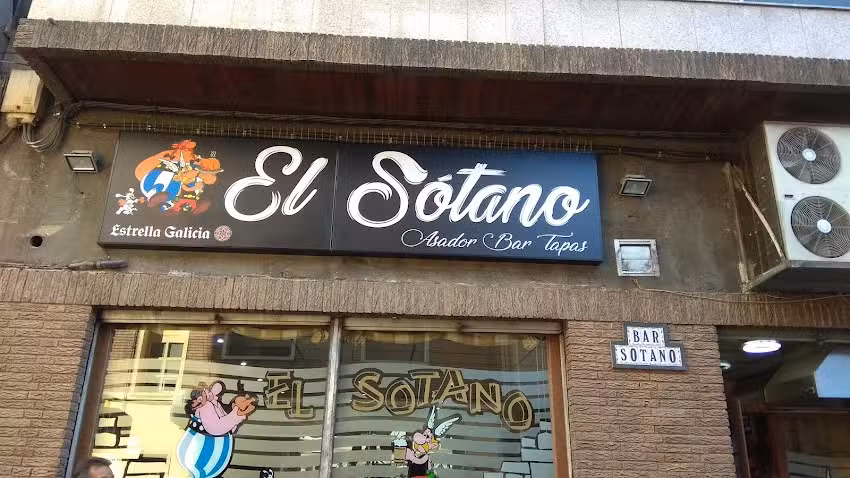 El Sótano
Estrella Galicia
Asador Bar Tapas
BAR
SOTANO
EL SOTANO